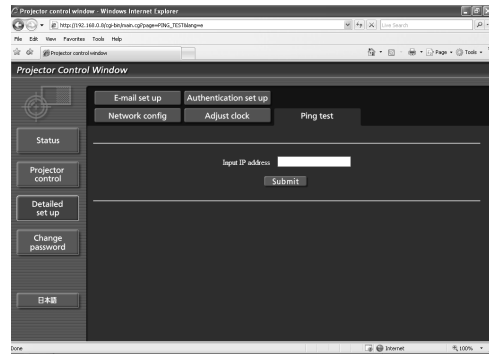 Projector control window - Windows Internet Explorer
http://192.168.0.8/cgi-bin/main.cgi?page=PING_TEST&lang=e
Live Search
File Edit View Favorites Tools Help
Projector control window
Page Tools
Projector Control Window
E-mail set up Authentication set up
Network config Adjust clock Ping test
Status
Input IP address
Submit
Projector
control
Detailed
set up
Change
password
日本語
Done Internet 100%